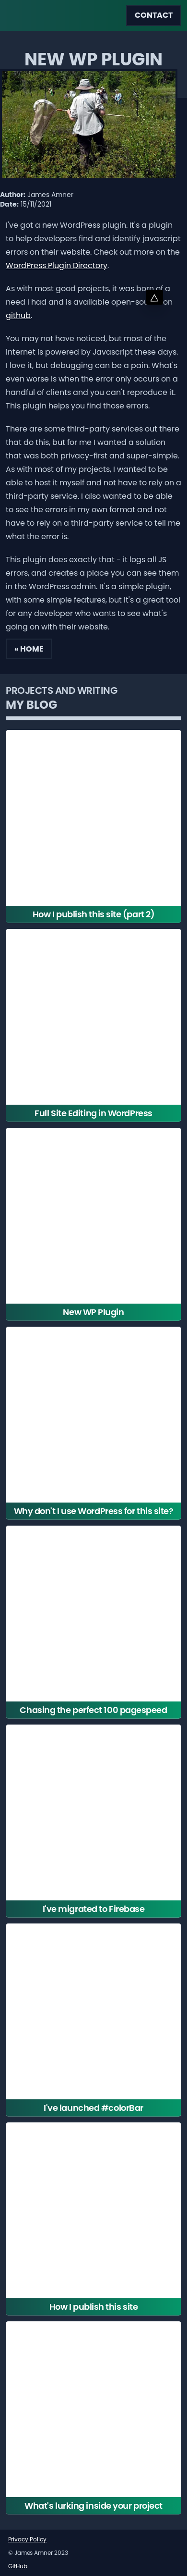 CONTACT
NEW WP PLUGIN
Author: James Amner
Date: 15/11/2021
I've got a new WordPress plugin. It's a plugin
to help developers find and identify javascript
errors on their website. Check out more on the
WordPress Plugin Directory.
As with most of my projects, it was born of a
need I had and is available open-source on
github.
You may not have noticed, but most of the
internet is powered by Javascript these days.
I love it, but debugging can be a pain. What's
even worse is when the error only occurs on a
handful of clients and you can't reproduce it.
This plugin helps you find those errors.
There are some third-party services out there
that do this, but for me I wanted a solution
that was both privacy-first and super-simple.
As with most of my projects, I wanted to be
able to host it myself and not have to rely on a
third-party service. I also wanted to be able
to see the errors in my own format and not
have to rely on a third-party service to tell me
what the error is.
This plugin does exactly that - it logs all JS
errors, and creates a place you can see them
in the WordPress admin. It's a simple plugin,
with some simple features, but it's a great tool
for any developer who wants to see what's
going on with their website.
« HOME
PROJECTS AND WRITING
MY BLOG
How I publish this site (part 2)
Full Site Editing in WordPress
New WP Plugin
Why don't I use WordPress for this site?
Chasing the perfect 100 pagespeed
I've migrated to Firebase
I've launched #colorBar
How I publish this site
What's lurking inside your project
Privacy Policy
© James Amner 2023
GitHub